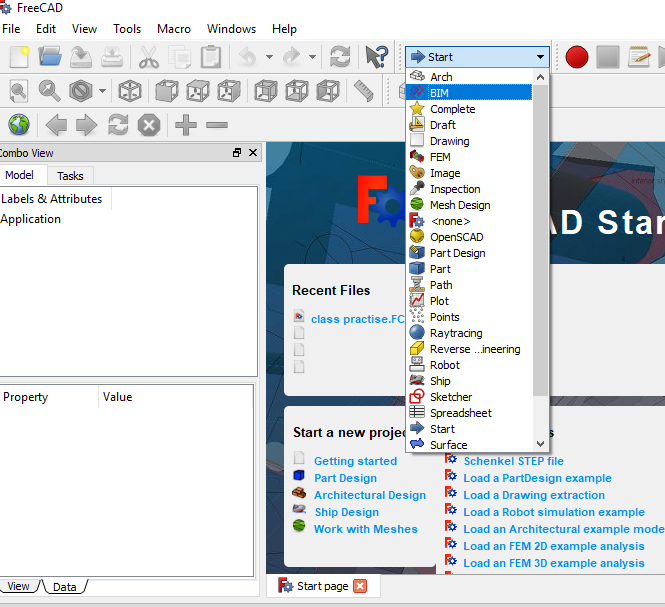 FreeCAD
File Edit View Tools Macro Windows Help
Start
Arch
BIM
Complete
Draft
Drawing
FEM
Image
Inspection
Mesh Design
<none>
OpenSCAD
Part Design
Part
Path
Plot
Points
Raytracing
Reverse ...ineering
Robot
Ship
Sketcher
Spreadsheet
Start
Surface
Combo View
Model Tasks
Labels & Attributes
Application
Property Value
View Data
AD Star
Recent Files
class practise.FC
Start a new projec
Getting started
Part Design
Architectural Design
Ship Design
Work with Meshes
s
Schenkel STEP file
Load a PartDesign example
Load a Drawing extraction
Load a Robot simulation example
Load an Architectural example mode
Load an FEM 2D example analysis
Load an FEM 3D example analysis
Start page